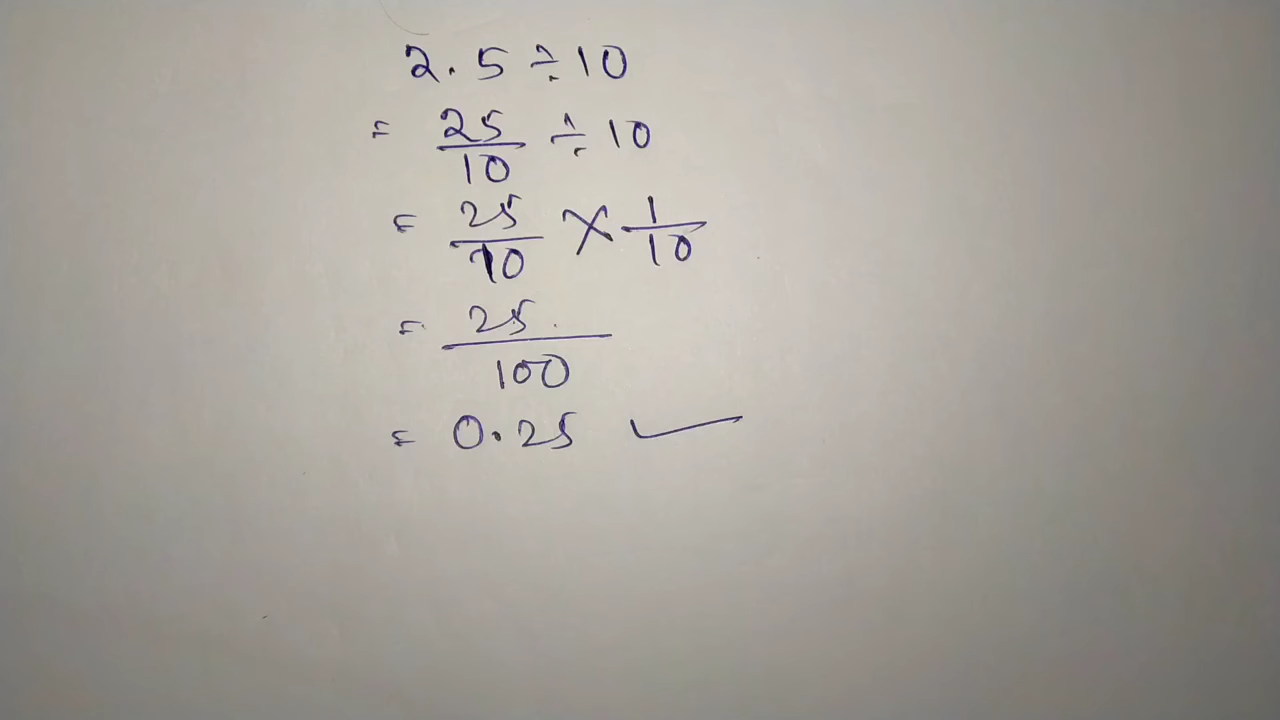 2.5 ÷ 10
= 25/10 ÷ 10
= 25/10 × 1/10
= 25/100
= 0.25 ✓